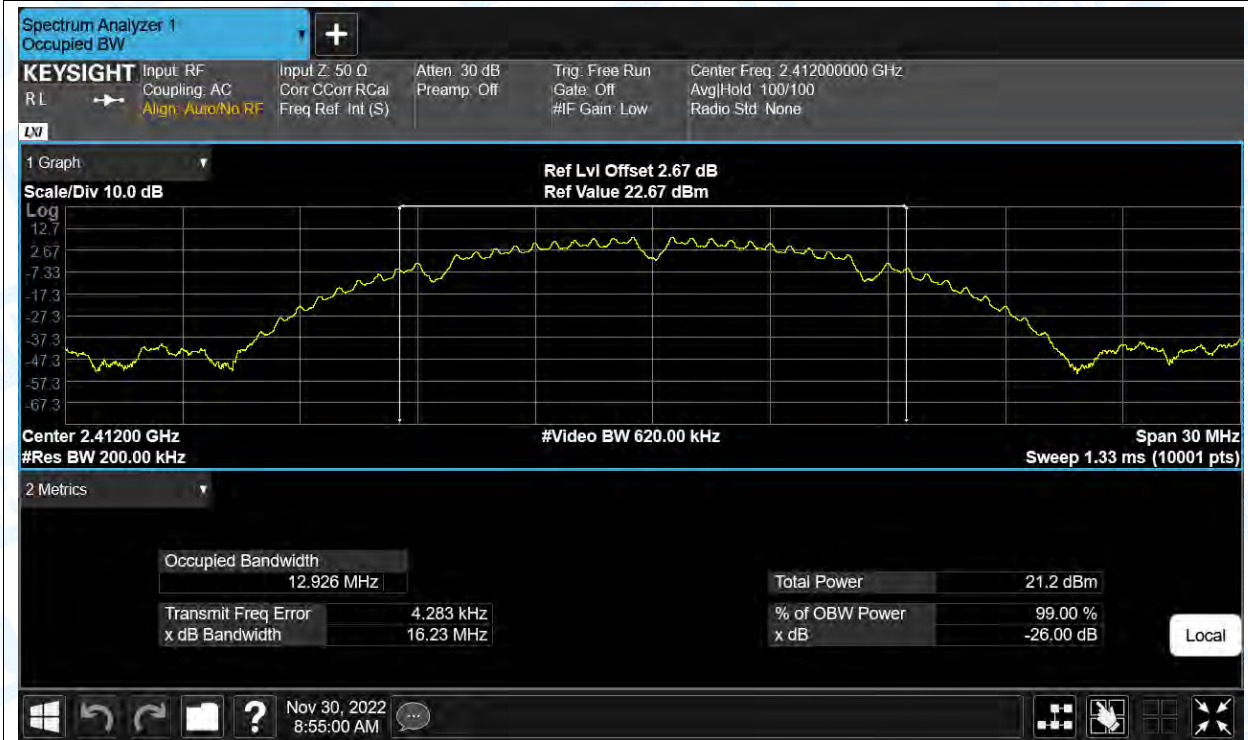 Spectrum Analyzer 1
Occupied BW
KEYSIGHT
R L
LXI
Input: RF
Coupling: AC
Align: Auto/No RF
Input Z: 50 Ω
Corr CCorr RCal
Freq Ref: Int (S)
Atten: 30 dB
Preamp: Off
Trig: Free Run
Gate: Off
#IF Gain: Low
Center Freq: 2.412000000 GHz
Avg|Hold: 100/100
Radio Std: None
1 Graph
Scale/Div 10.0 dB
Ref Lvl Offset 2.67 dB
Ref Value 22.67 dBm
Log
12.7
2.67
-7.33
-17.3
-27.3
-37.3
-47.3
-57.3
-67.3
Center 2.41200 GHz
#Res BW 200.00 kHz
#Video BW 620.00 kHz
Span 30 MHz
Sweep 1.33 ms (10001 pts)
2 Metrics
Occupied Bandwidth
12.926 MHz
Transmit Freq Error 4.283 kHz
x dB Bandwidth 16.23 MHz
Total Power 21.2 dBm
% of OBW Power 99.00 %
x dB -26.00 dB
Local
?
Nov 30, 2022
8:55:00 AM